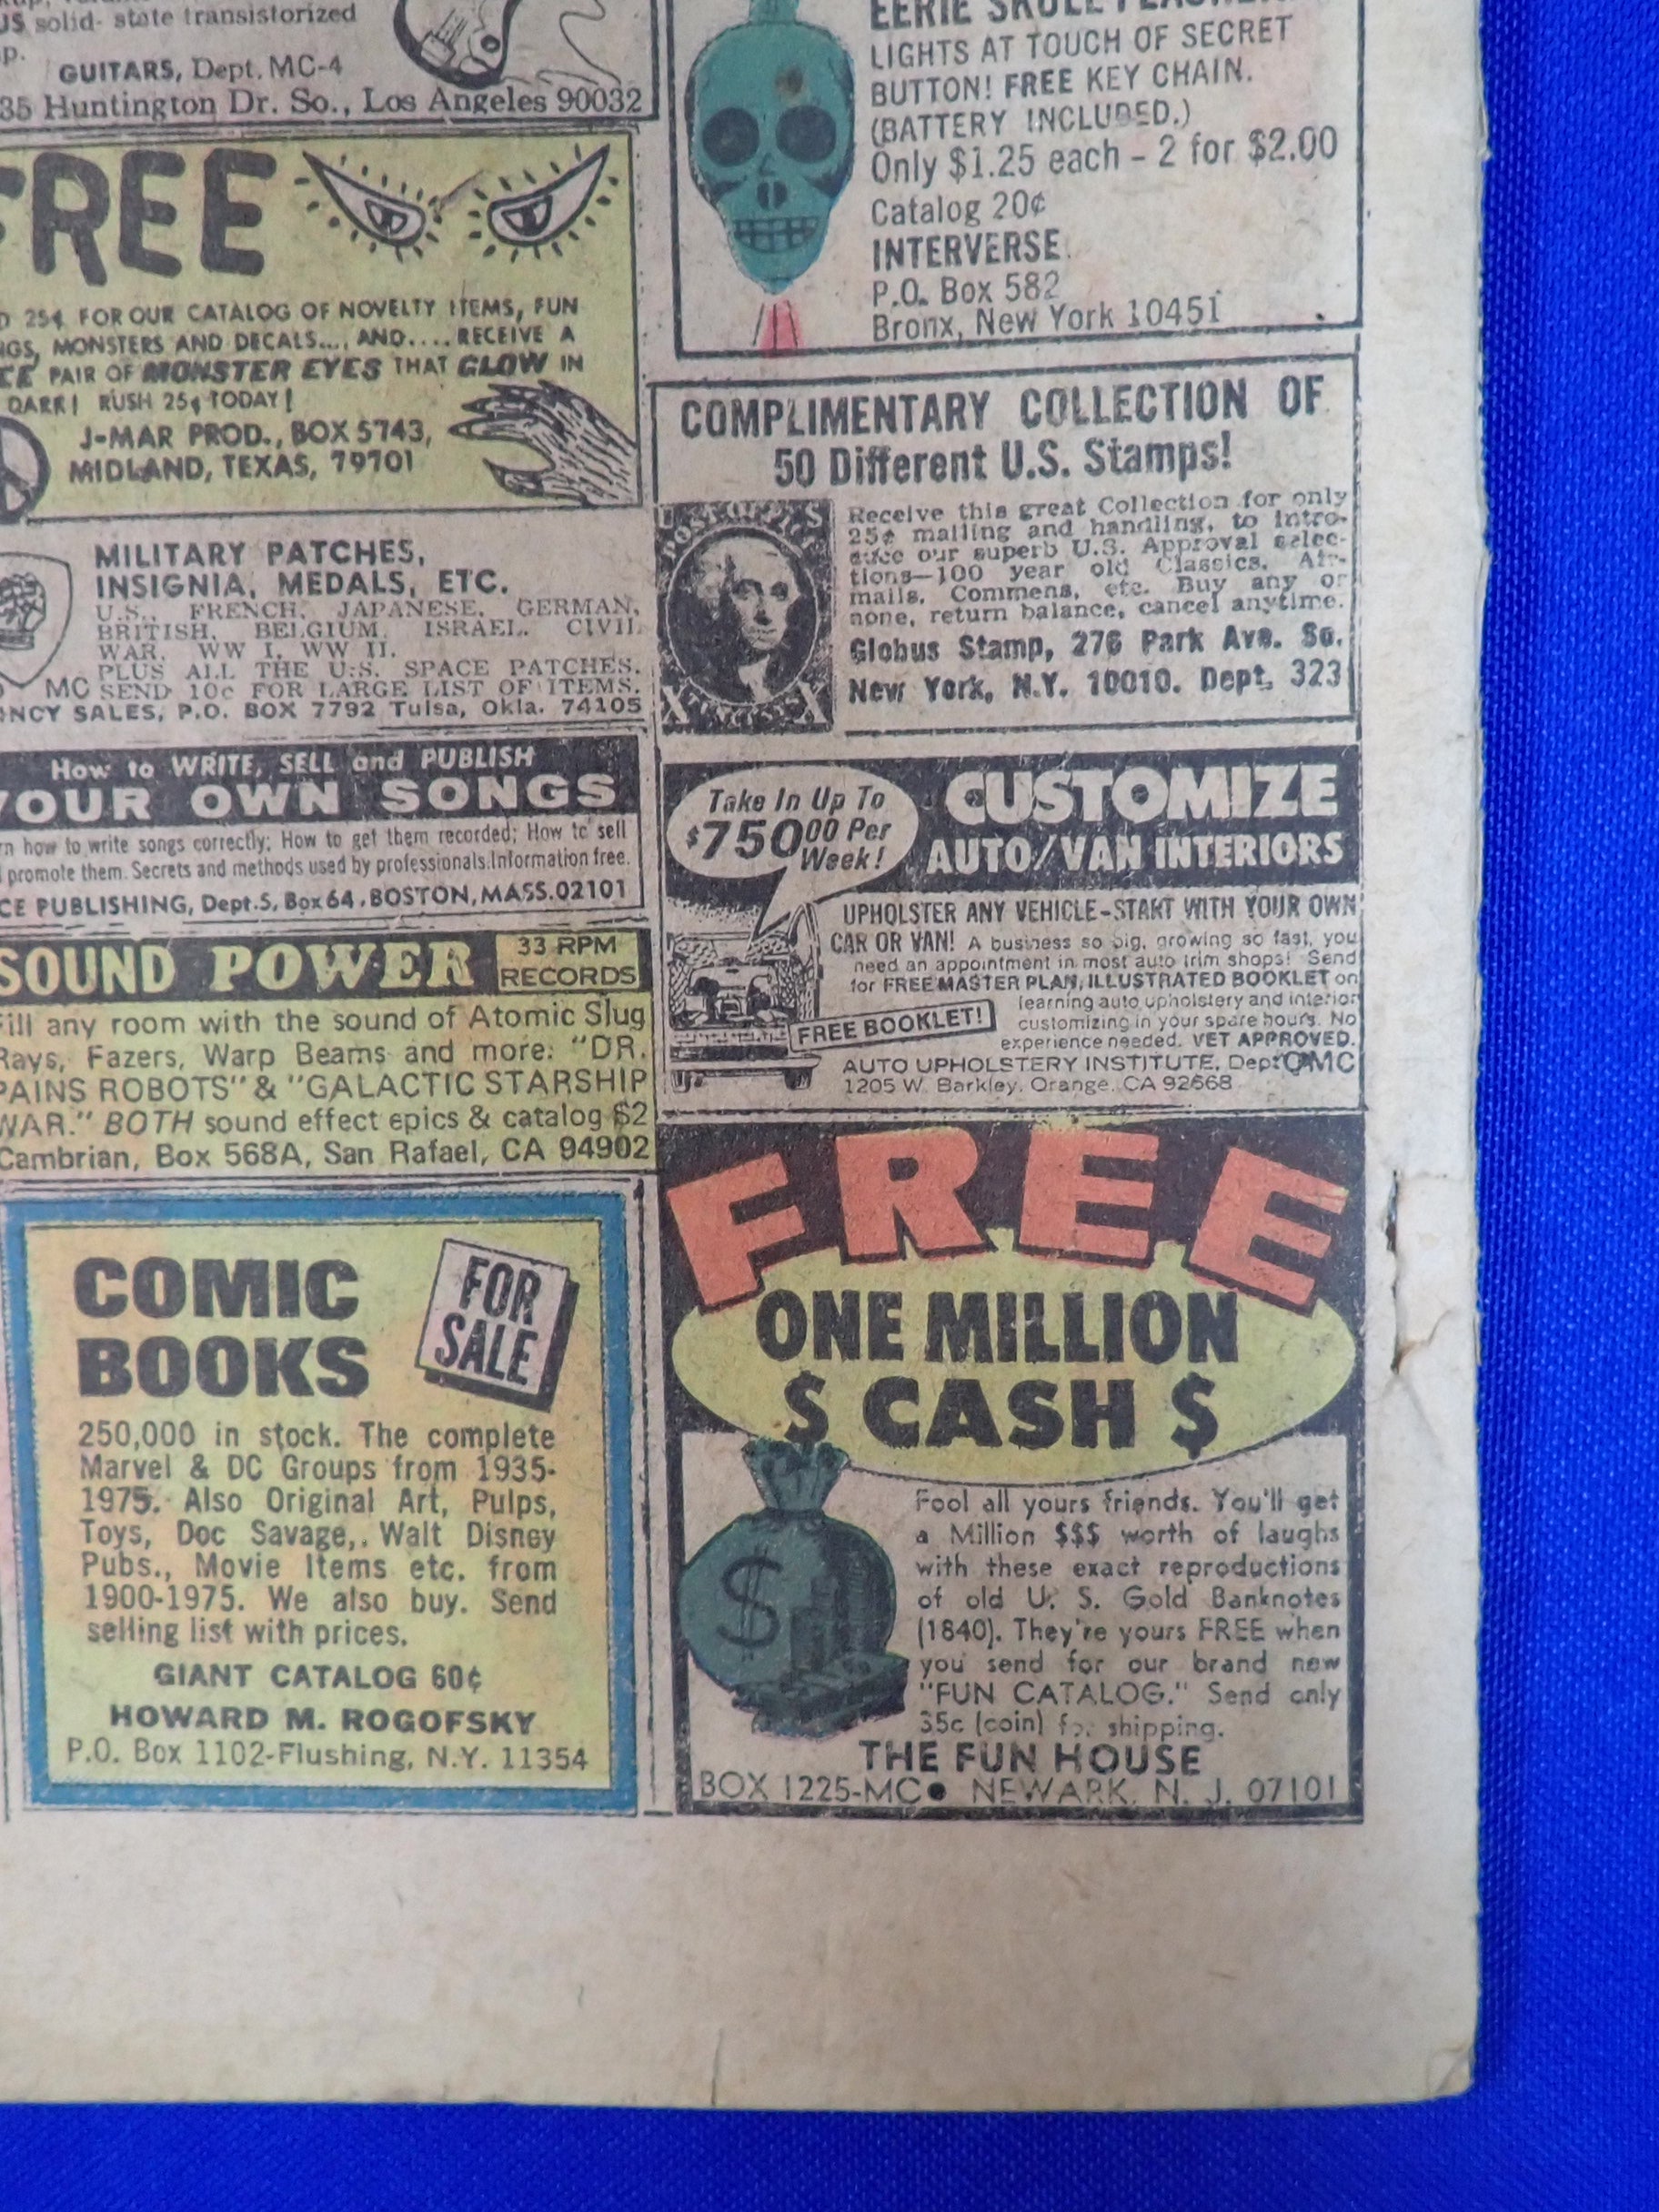 US solid- state transistorized
GUITARS, Dept. MC-4
35 Huntington Dr. So., Los Angeles 90032
FREE
25¢ FOR OUR CATALOG OF NOVELTY ITEMS, FUN
MONSTERS AND DECALS..., AND.... RECEIVE A
PAIR OF MONSTER EYES THAT GLOW IN
DARK! RUSH 25¢ TODAY!
J-MAR PROD., BOX 5743,
MIDLAND, TEXAS, 79701
MILITARY PATCHES,
INSIGNIA, MEDALS, ETC.
U.S., FRENCH, JAPANESE, GERMAN,
BRITISH, BELGIUM, ISRAEL, CIVIL
WAR, WW I, WW II.
PLUS ALL THE U.S. SPACE PATCHES.
MC SEND 10c FOR LARGE LIST OF ITEMS.
NCY SALES, P.O. BOX 7792 Tulsa, Okla. 74105
How to WRITE, SELL and PUBLISH
YOUR OWN SONGS
rn how to write songs correctly; How to get them recorded; How to sell
promote them. Secrets and methods used by professionals. Information free.
CE PUBLISHING, Dept.S, Box 64, BOSTON, MASS. 02101
SOUND POWER
33 RPM
RECORDS
Fill any room with the sound of Atomic Slug
Rays, Fazers, Warp Beams and more: "DR.
PAINS ROBOTS" & "GALACTIC STARSHIP
WAR." BOTH sound effect epics & catalog $2
Cambrian, Box 568A, San Rafael, CA 94902
COMIC
BOOKS
FOR
SALE
250,000 in stock. The complete
Marvel & DC Groups from 1935-
1975. Also Original Art, Pulps,
Toys, Doc Savage, Walt Disney
Pubs., Movie Items etc. from
1900-1975. We also buy. Send
selling list with prices.
GIANT CATALOG 60¢
HOWARD M. ROGOFSKY
P.O. Box 1102-Flushing, N.Y. 11354
EERIE SKULL
LIGHTS AT TOUCH OF SECRET
BUTTON! FREE KEY CHAIN.
(BATTERY INCLUDED.)
Only $1.25 each - 2 for $2.00
Catalog 20¢
INTERVERSE
P.O. Box 582
Bronx, New York 10451
COMPLIMENTARY COLLECTION OF
50 Different U.S. Stamps!
Receive this great Collection for only
25¢ mailing and handling, to intro-
duce our superb U.S. Approval selec-
tions—100 year old Classics, Air-
mails, Commens, etc. Buy any or
none, return balance, cancel anytime.
Globus Stamp, 276 Park Ave. So.
New York, N.Y. 10010. Dept. 323
Take In Up To
$750.00 Per
Week!
CUSTOMIZE
AUTO/VAN INTERIORS
UPHOLSTER ANY VEHICLE-START WITH YOUR OWN
CAR OR VAN! A business so big, growing so fast, you
need an appointment in most auto trim shops! Send
for FREE MASTER PLAN, ILLUSTRATED BOOKLET on
learning auto upholstery and interior
FREE BOOKLET!
customizing in your spare hours. No
experience needed. VET APPROVED.
AUTO UPHOLSTERY INSTITUTE, Dept OMC
1205 W. Barkley, Orange, CA 92668
FREE
ONE MILLION
$ CASH $
$
Fool all yours friends. You'll get
a Million $$$ worth of laughs
with these exact reproductions
of old U. S. Gold Banknotes
(1840). They're yours FREE when
you send for our brand new
"FUN CATALOG." Send only
35c (coin) for shipping.
THE FUN HOUSE
BOX 1225-MC● NEWARK, N. J. 07101